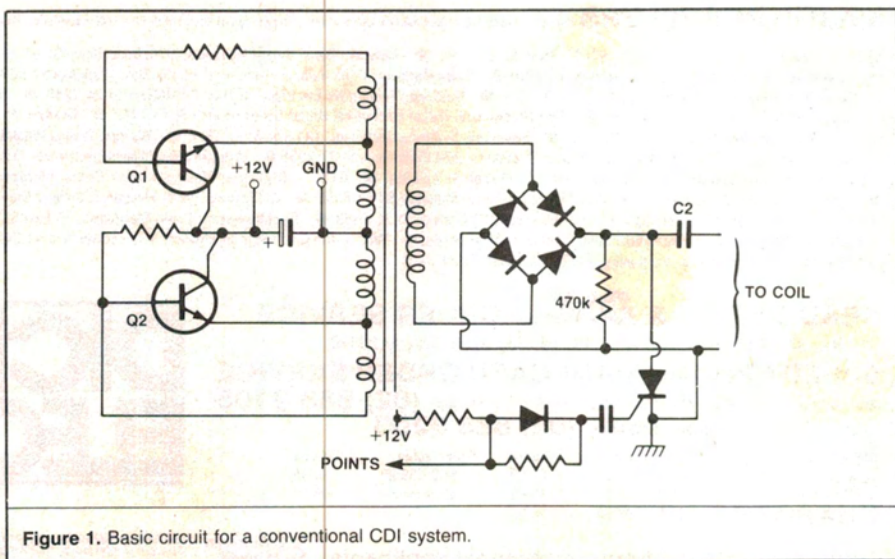 Q1
+12V
GND
+
Q2
C2
470k
TO COIL
+12V
POINTS
Figure 1. Basic circuit for a conventional CDI system.